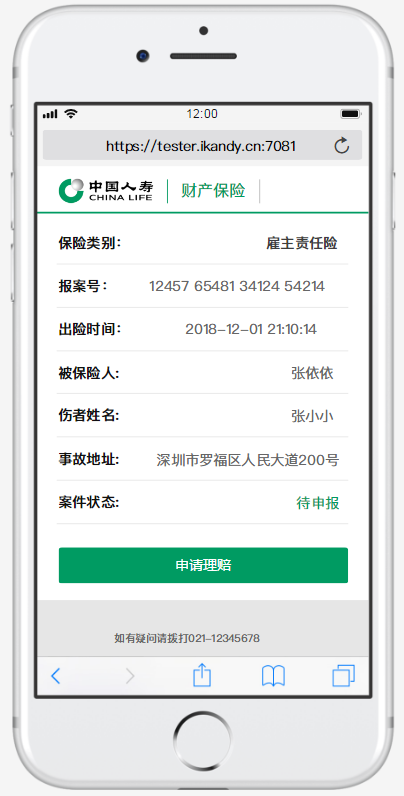 12:00
https://tester.ikandy.cn:7081
中国人寿 财产保险
CHINA LIFE
保险类别： 雇主责任险
报案号： 12457 65481 34124 54214
出险时间： 2018-12-01 21:10:14
被保险人: 张依依
伤者姓名: 张小小
事故地址: 深圳市罗福区人民大道200号
案件状态: 待申报
申请理赔
如有疑问请拨打021-12345678